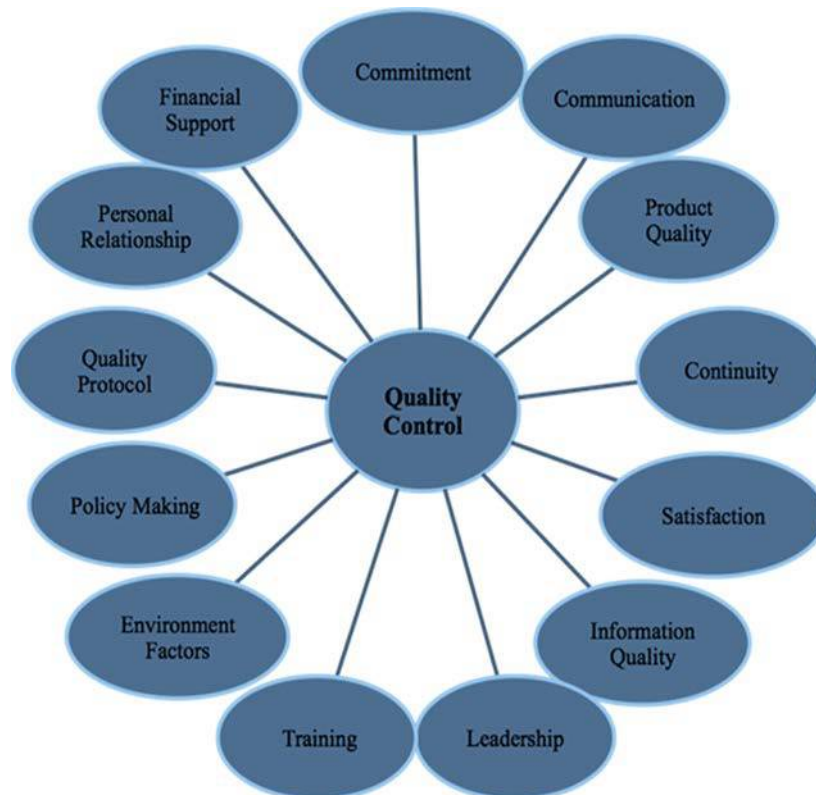 Commitment
Communication
Product
Quality
Continuity
Satisfaction
Information
Quality
Leadership
Training
Environment
Factors
Policy Making
Quality
Protocol
Personal
Relationship
Financial
Support
Quality
Control